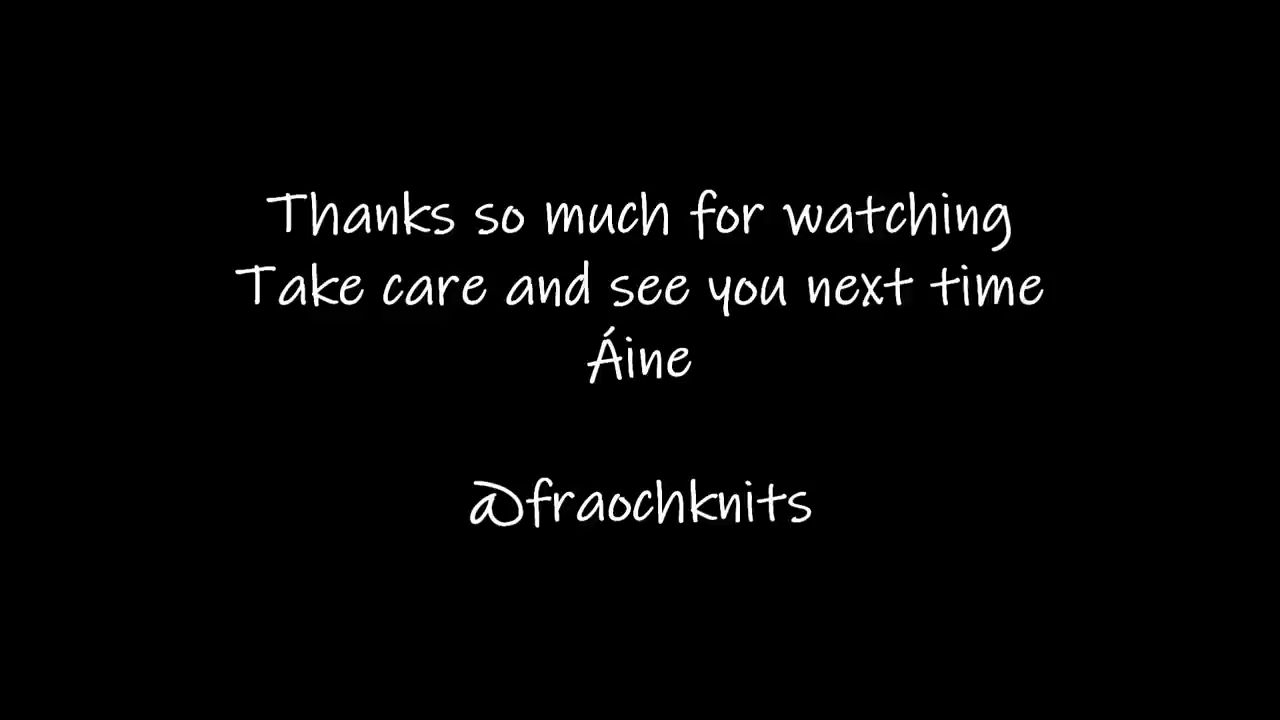 Thanks so much for watching
Take care and see you next time
Áine
@fraochknits